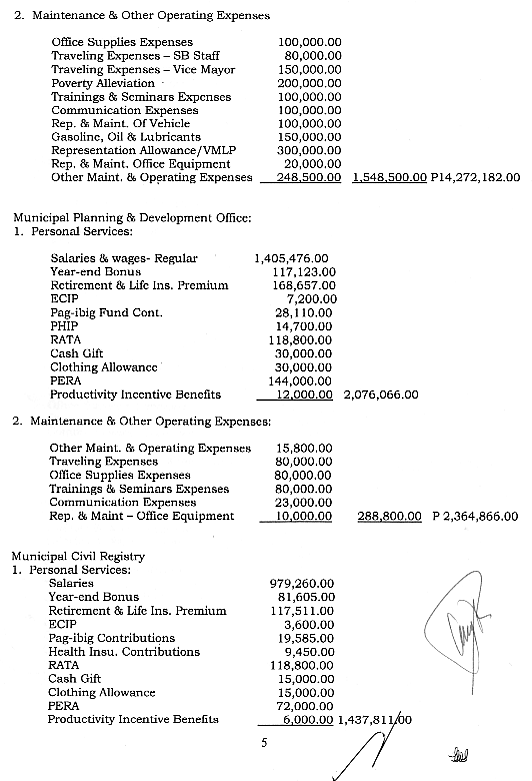 2. Maintenance & Other Operating Expenses
Office Supplies Expenses 100,000.00
Traveling Expenses – SB Staff 80,000.00
Traveling Expenses – Vice Mayor 150,000.00
Poverty Alleviation 200,000.00
Trainings & Seminars Expenses 100,000.00
Communication Expenses 100,000.00
Rep. & Maint. Of Vehicle 100,000.00
Gasoline, Oil & Lubricants 150,000.00
Representation Allowance/VMLP 300,000.00
Rep. & Maint. Office Equipment 20,000.00
Other Maint. & Operating Expenses 248,500.00 1,548,500.00 P14,272,182.00
Municipal Planning & Development Office:
1. Personal Services:
Salaries & wages- Regular 1,405,476.00
Year-end Bonus 117,123.00
Retirement & Life Ins. Premium 168,657.00
ECIP 7,200.00
Pag-ibig Fund Cont. 28,110.00
PHIP 14,700.00
RATA 118,800.00
Cash Gift 30,000.00
Clothing Allowance 30,000.00
PERA 144,000.00
Productivity Incentive Benefits 12,000.00 2,076,066.00
2. Maintenance & Other Operating Expenses:
Other Maint. & Operating Expenses 15,800.00
Traveling Expenses 80,000.00
Office Supplies Expenses 80,000.00
Trainings & Seminars Expenses 80,000.00
Communication Expenses 23,000.00
Rep. & Maint – Office Equipment 10,000.00 288,800.00 P 2,364,866.00
Municipal Civil Registry
1. Personal Services:
Salaries 979,260.00
Year-end Bonus 81,605.00
Retirement & Life Ins. Premium 117,511.00
ECIP 3,600.00
Pag-ibig Contributions 19,585.00
Health Insu. Contributions 9,450.00
RATA 118,800.00
Cash Gift 15,000.00
Clothing Allowance 15,000.00
PERA 72,000.00
Productivity Incentive Benefits 6,000.00 1,437,811.00
5